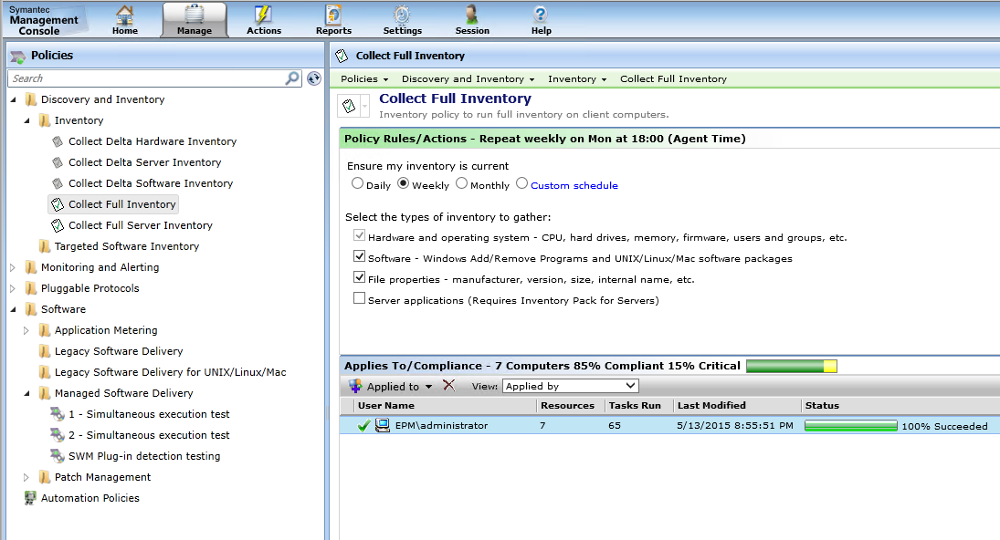 Symantec
Management
Console
Home
Manage
Actions
Reports
Settings
Session
Help
Policies
Search
Discovery and Inventory
Inventory
Collect Delta Hardware Inventory
Collect Delta Server Inventory
Collect Delta Software Inventory
Collect Full Inventory
Collect Full Server Inventory
Targeted Software Inventory
Monitoring and Alerting
Pluggable Protocols
Software
Application Metering
Legacy Software Delivery
Legacy Software Delivery for UNIX/Linux/Mac
Managed Software Delivery
1 - Simultaneous execution test
2 - Simultaneous execution test
SWM Plug-in detection testing
Patch Management
Automation Policies
Collect Full Inventory
Policies Discovery and Inventory Inventory Collect Full Inventory
Collect Full Inventory
Inventory policy to run full inventory on client computers.
Policy Rules/Actions - Repeat weekly on Mon at 18:00 (Agent Time)
Ensure my inventory is current
Daily Weekly Monthly Custom schedule
Select the types of inventory to gather:
Hardware and operating system - CPU, hard drives, memory, firmware, users and groups, etc.
Software - Windows Add/Remove Programs and UNIX/Linux/Mac software packages
File properties - manufacturer, version, size, internal name, etc.
Server applications (Requires Inventory Pack for Servers)
Applies To/Compliance - 7 Computers 85% Compliant 15% Critical
Applied to View: Applied by
User Name Resources Tasks Run Last Modified Status
EPM\administrator 7 65 5/13/2015 8:55:51 PM 100% Succeeded